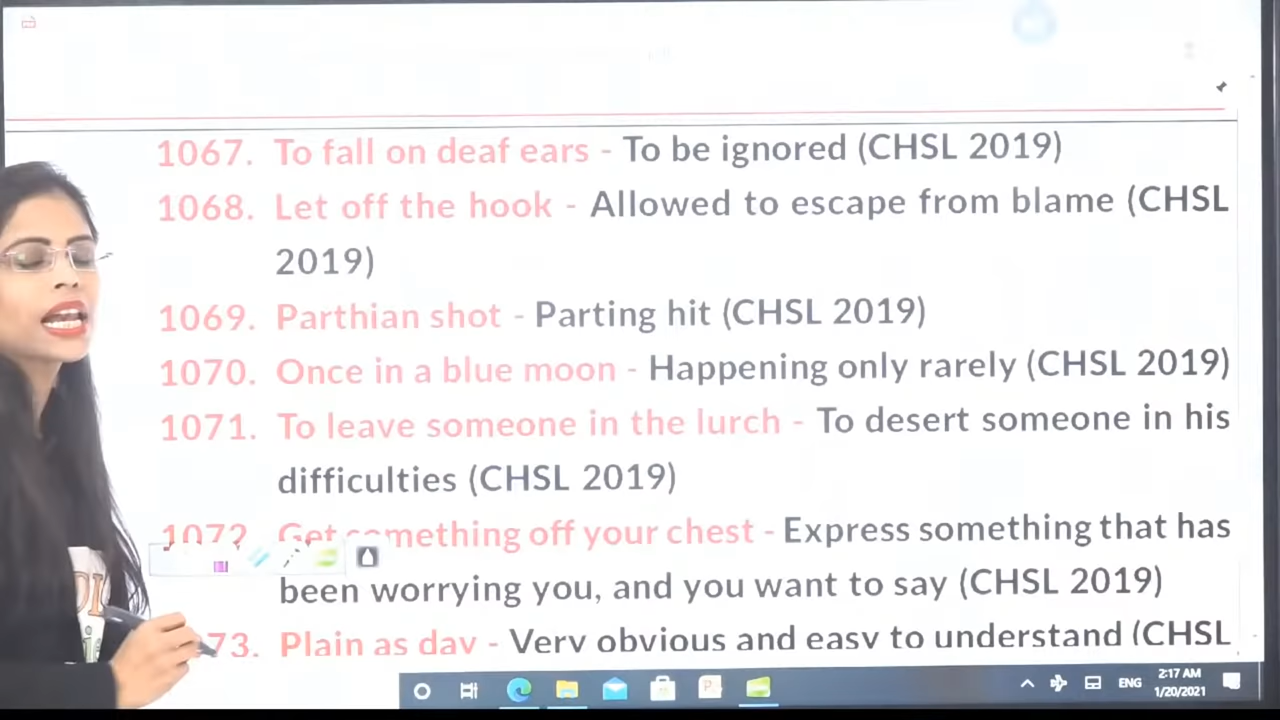 1067. To fall on deaf ears - To be ignored (CHSL 2019)
1068. Let off the hook - Allowed to escape from blame (CHSL
2019)
1069. Parthian shot - Parting hit (CHSL 2019)
1070. Once in a blue moon - Happening only rarely (CHSL 2019)
1071. To leave someone in the lurch - To desert someone in his
difficulties (CHSL 2019)
1072. Get something off your chest - Express something that has
been worrying you, and you want to say (CHSL 2019)
73. Plain as day - Very obvious and easy to understand (CHSL
ENG
2:17 AM
1/20/2021